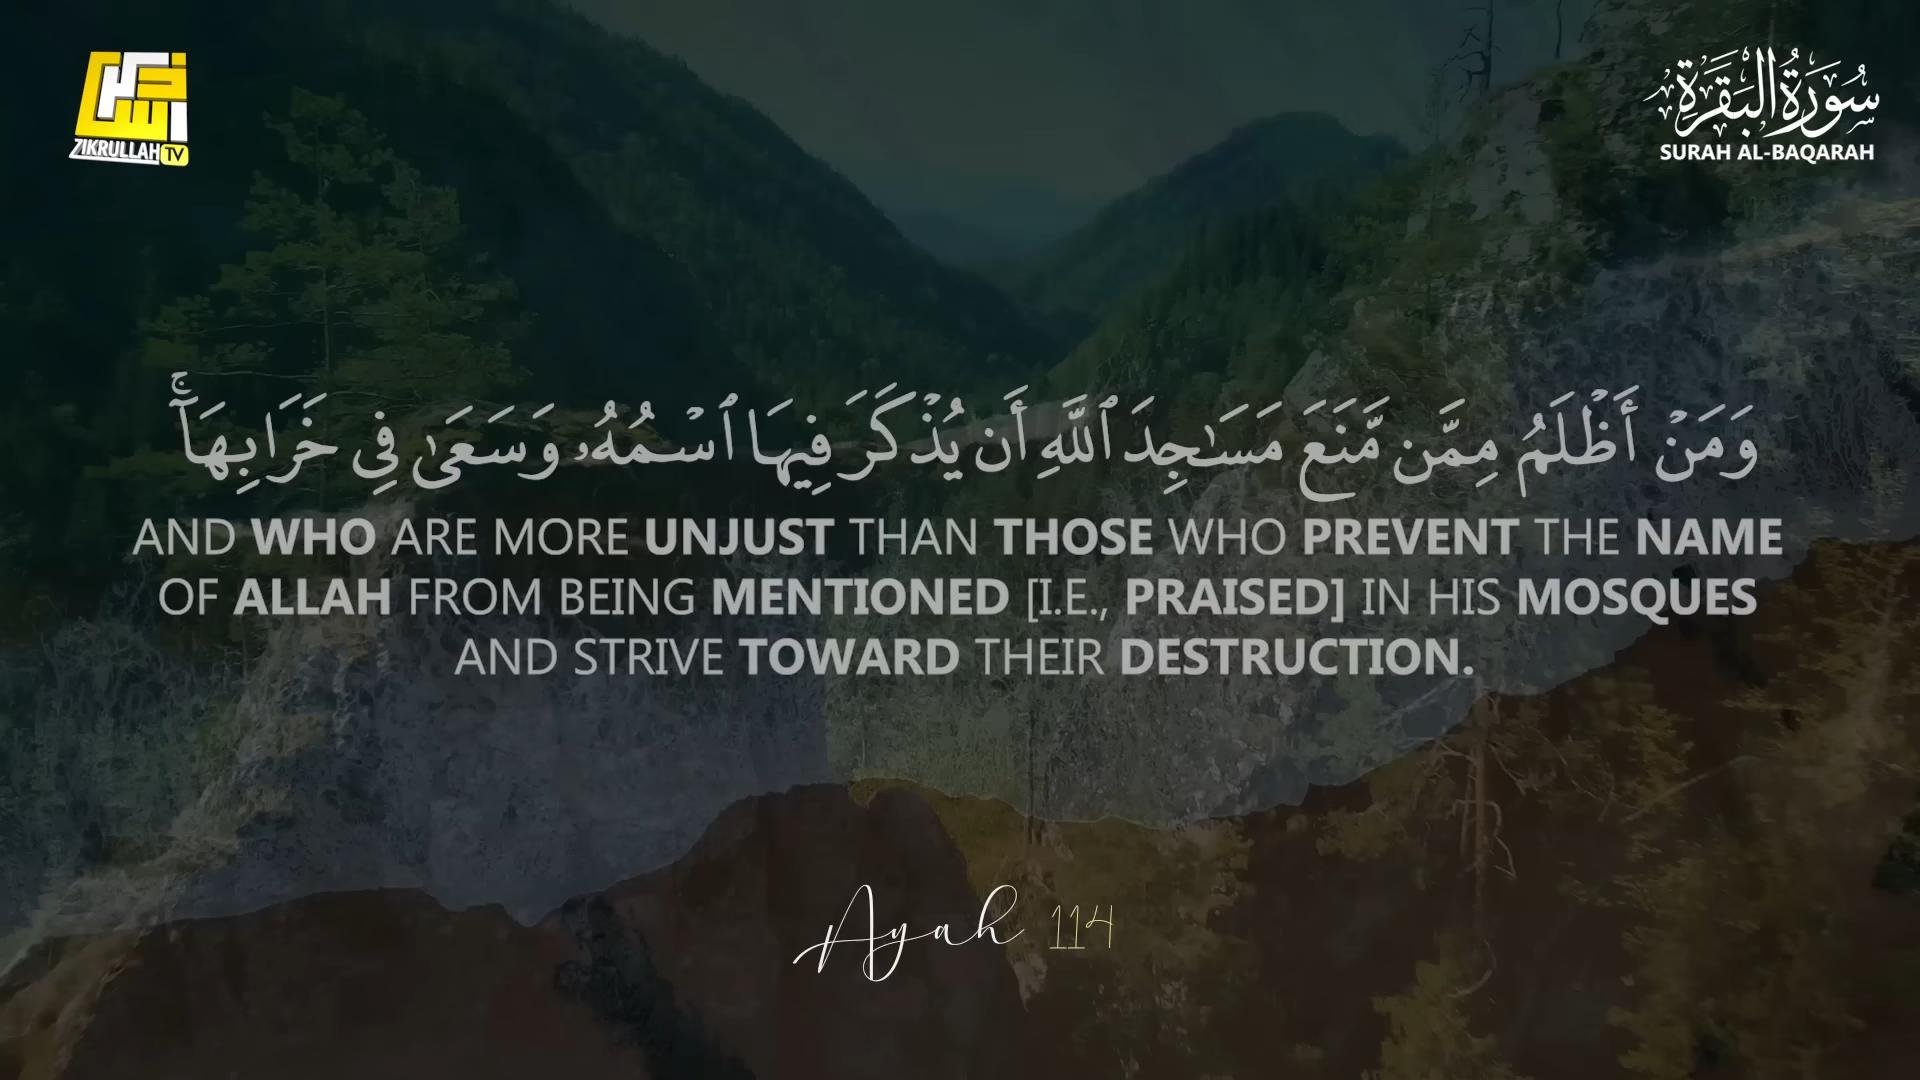 ذكر الله
ZIKRULLAH TV
سُورَةُ البَقَرَةِ
SURAH AL-BAQARAH
وَمَنْ أَظْلَمُ مِمَّن مَّنَعَ مَسَٰجِدَ ٱللَّهِ أَن يُذْكَرَ فِيهَا ٱسْمُهُۥ وَسَعَىٰ فِى خَرَابِهَآ ۚ
AND WHO ARE MORE UNJUST THAN THOSE WHO PREVENT THE NAME
OF ALLAH FROM BEING MENTIONED [I.E., PRAISED] IN HIS MOSQUES
AND STRIVE TOWARD THEIR DESTRUCTION.
Ayah 114